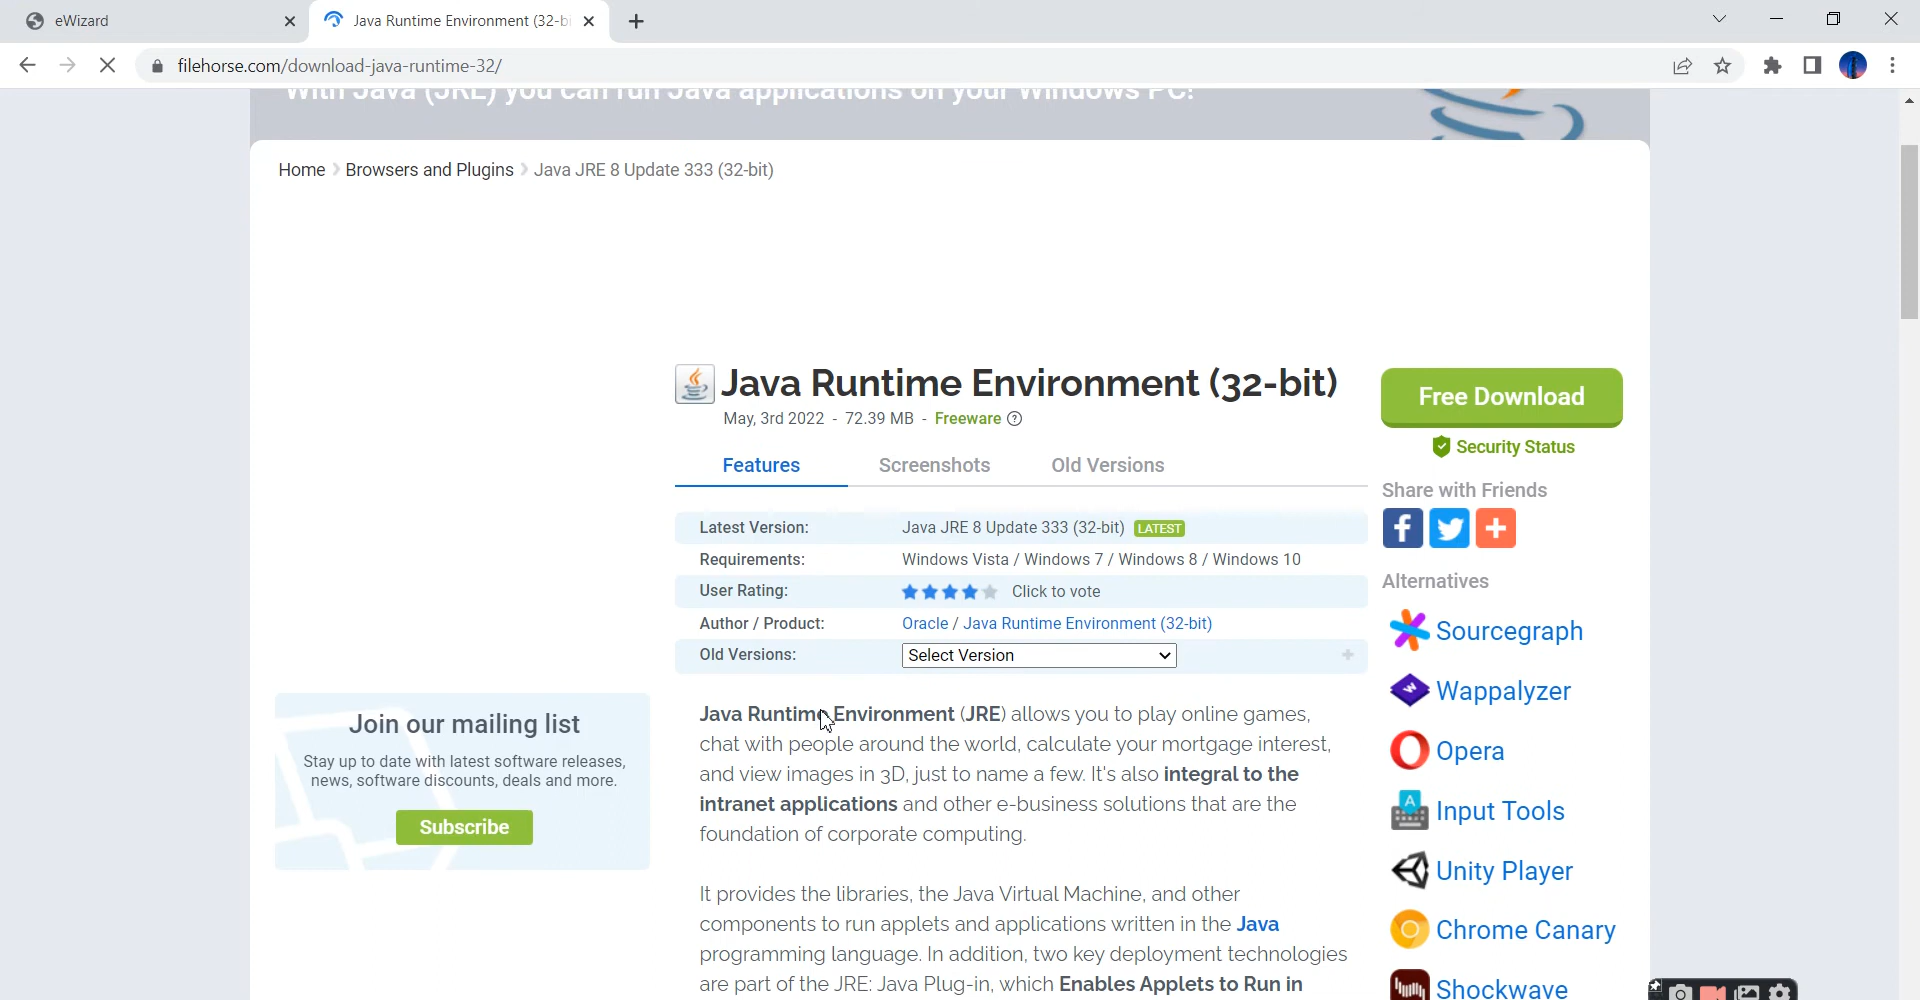 eWizard
Java Runtime Environment (32-bi
filehorse.com/download-java-runtime-32/
With Java (JRE) you can run Java applications on your Windows PC!
Home
Browsers and Plugins
Java JRE 8 Update 333 (32-bit)
Java Runtime Environment (32-bit)
May, 3rd 2022 - 72.39 MB - Freeware ?
Free Download
Security Status
Features
Screenshots
Old Versions
Share with Friends
Latest Version:
Java JRE 8 Update 333 (32-bit) LATEST
Requirements:
Windows Vista / Windows 7 / Windows 8 / Windows 10
User Rating:
Click to vote
Author / Product:
Oracle / Java Runtime Environment (32-bit)
Old Versions:
Select Version
Alternatives
Sourcegraph
Wappalyzer
Opera
Input Tools
Unity Player
Chrome Canary
Shockwave
Join our mailing list
Stay up to date with latest software releases,
news, software discounts, deals and more.
Subscribe
Java Runtime Environment (JRE) allows you to play online games,
chat with people around the world, calculate your mortgage interest,
and view images in 3D, just to name a few. It's also integral to the
intranet applications and other e-business solutions that are the
foundation of corporate computing.
It provides the libraries, the Java Virtual Machine, and other
components to run applets and applications written in the Java
programming language. In addition, two key deployment technologies
are part of the JRE: Java Plug-in, which Enables Applets to Run in